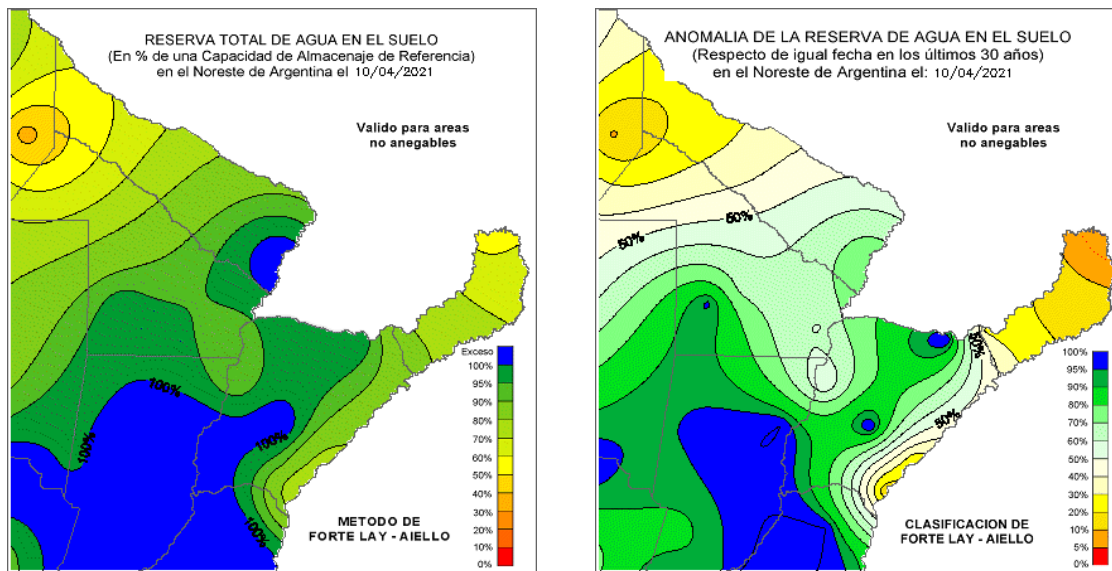 RESERVA TOTAL DE AGUA EN EL SUELO
(En % de una Capacidad de Almacenaje de Referencia)
en el Noreste de Argentina el 10/04/2021
Valido para areas
no anegables
100%
100%
100%
100%
Exceso
100%
95%
90%
80%
70%
60%
50%
40%
30%
20%
10%
0%
METODO DE
FORTE LAY - AIELLO
ANOMALIA DE LA RESERVA DE AGUA EN EL SUELO
(Respecto de igual fecha en los últimos 30 años)
en el Noreste de Argentina el: 10/04/2021
Valido para areas
no anegables
50%
50%
50%
50%
100%
95%
90%
80%
70%
60%
50%
40%
30%
20%
10%
5%
0%
CLASIFICACION DE
FORTE LAY - AIELLO